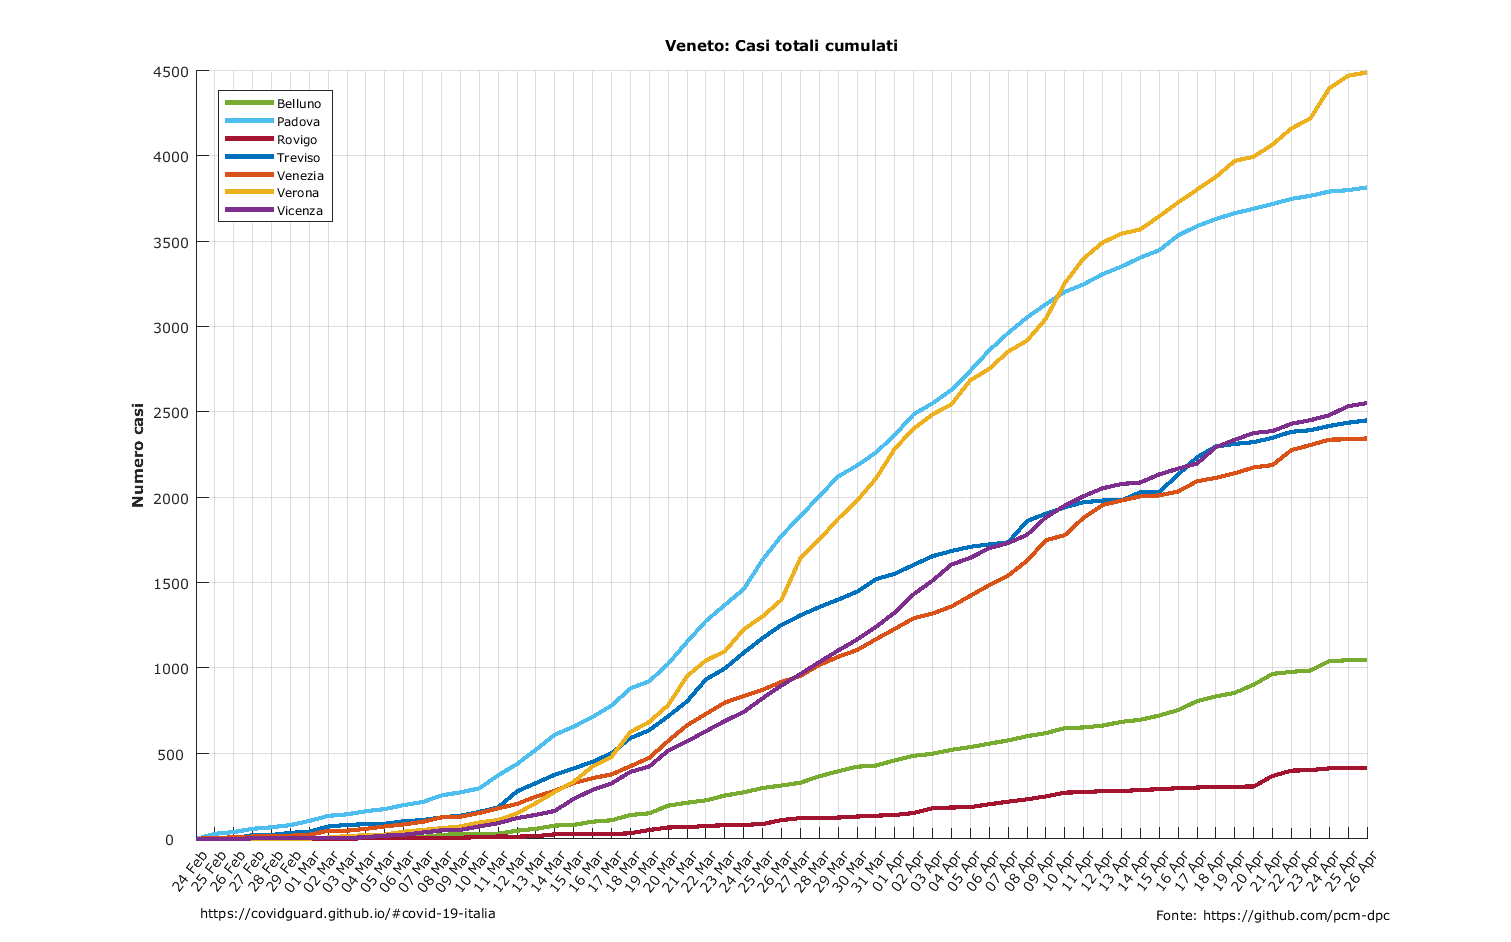 Veneto: Casi totali cumulati
4500
4000
3500
3000
2500
2000
1500
1000
500
0
Numero casi
Belluno
Padova
Rovigo
Treviso
Venezia
Verona
Vicenza
24 Feb
25 Feb
26 Feb
27 Feb
28 Feb
29 Feb
01 Mar
02 Mar
03 Mar
04 Mar
05 Mar
06 Mar
07 Mar
08 Mar
09 Mar
10 Mar
11 Mar
12 Mar
13 Mar
14 Mar
15 Mar
16 Mar
17 Mar
18 Mar
19 Mar
20 Mar
21 Mar
22 Mar
23 Mar
24 Mar
25 Mar
26 Mar
27 Mar
28 Mar
29 Mar
30 Mar
31 Mar
01 Apr
02 Apr
03 Apr
04 Apr
05 Apr
06 Apr
07 Apr
08 Apr
09 Apr
10 Apr
11 Apr
12 Apr
13 Apr
14 Apr
15 Apr
16 Apr
17 Apr
18 Apr
19 Apr
20 Apr
21 Apr
22 Apr
23 Apr
24 Apr
25 Apr
26 Apr
https://covidguard.github.io/#covid-19-italia
Fonte: https://github.com/pcm-dpc